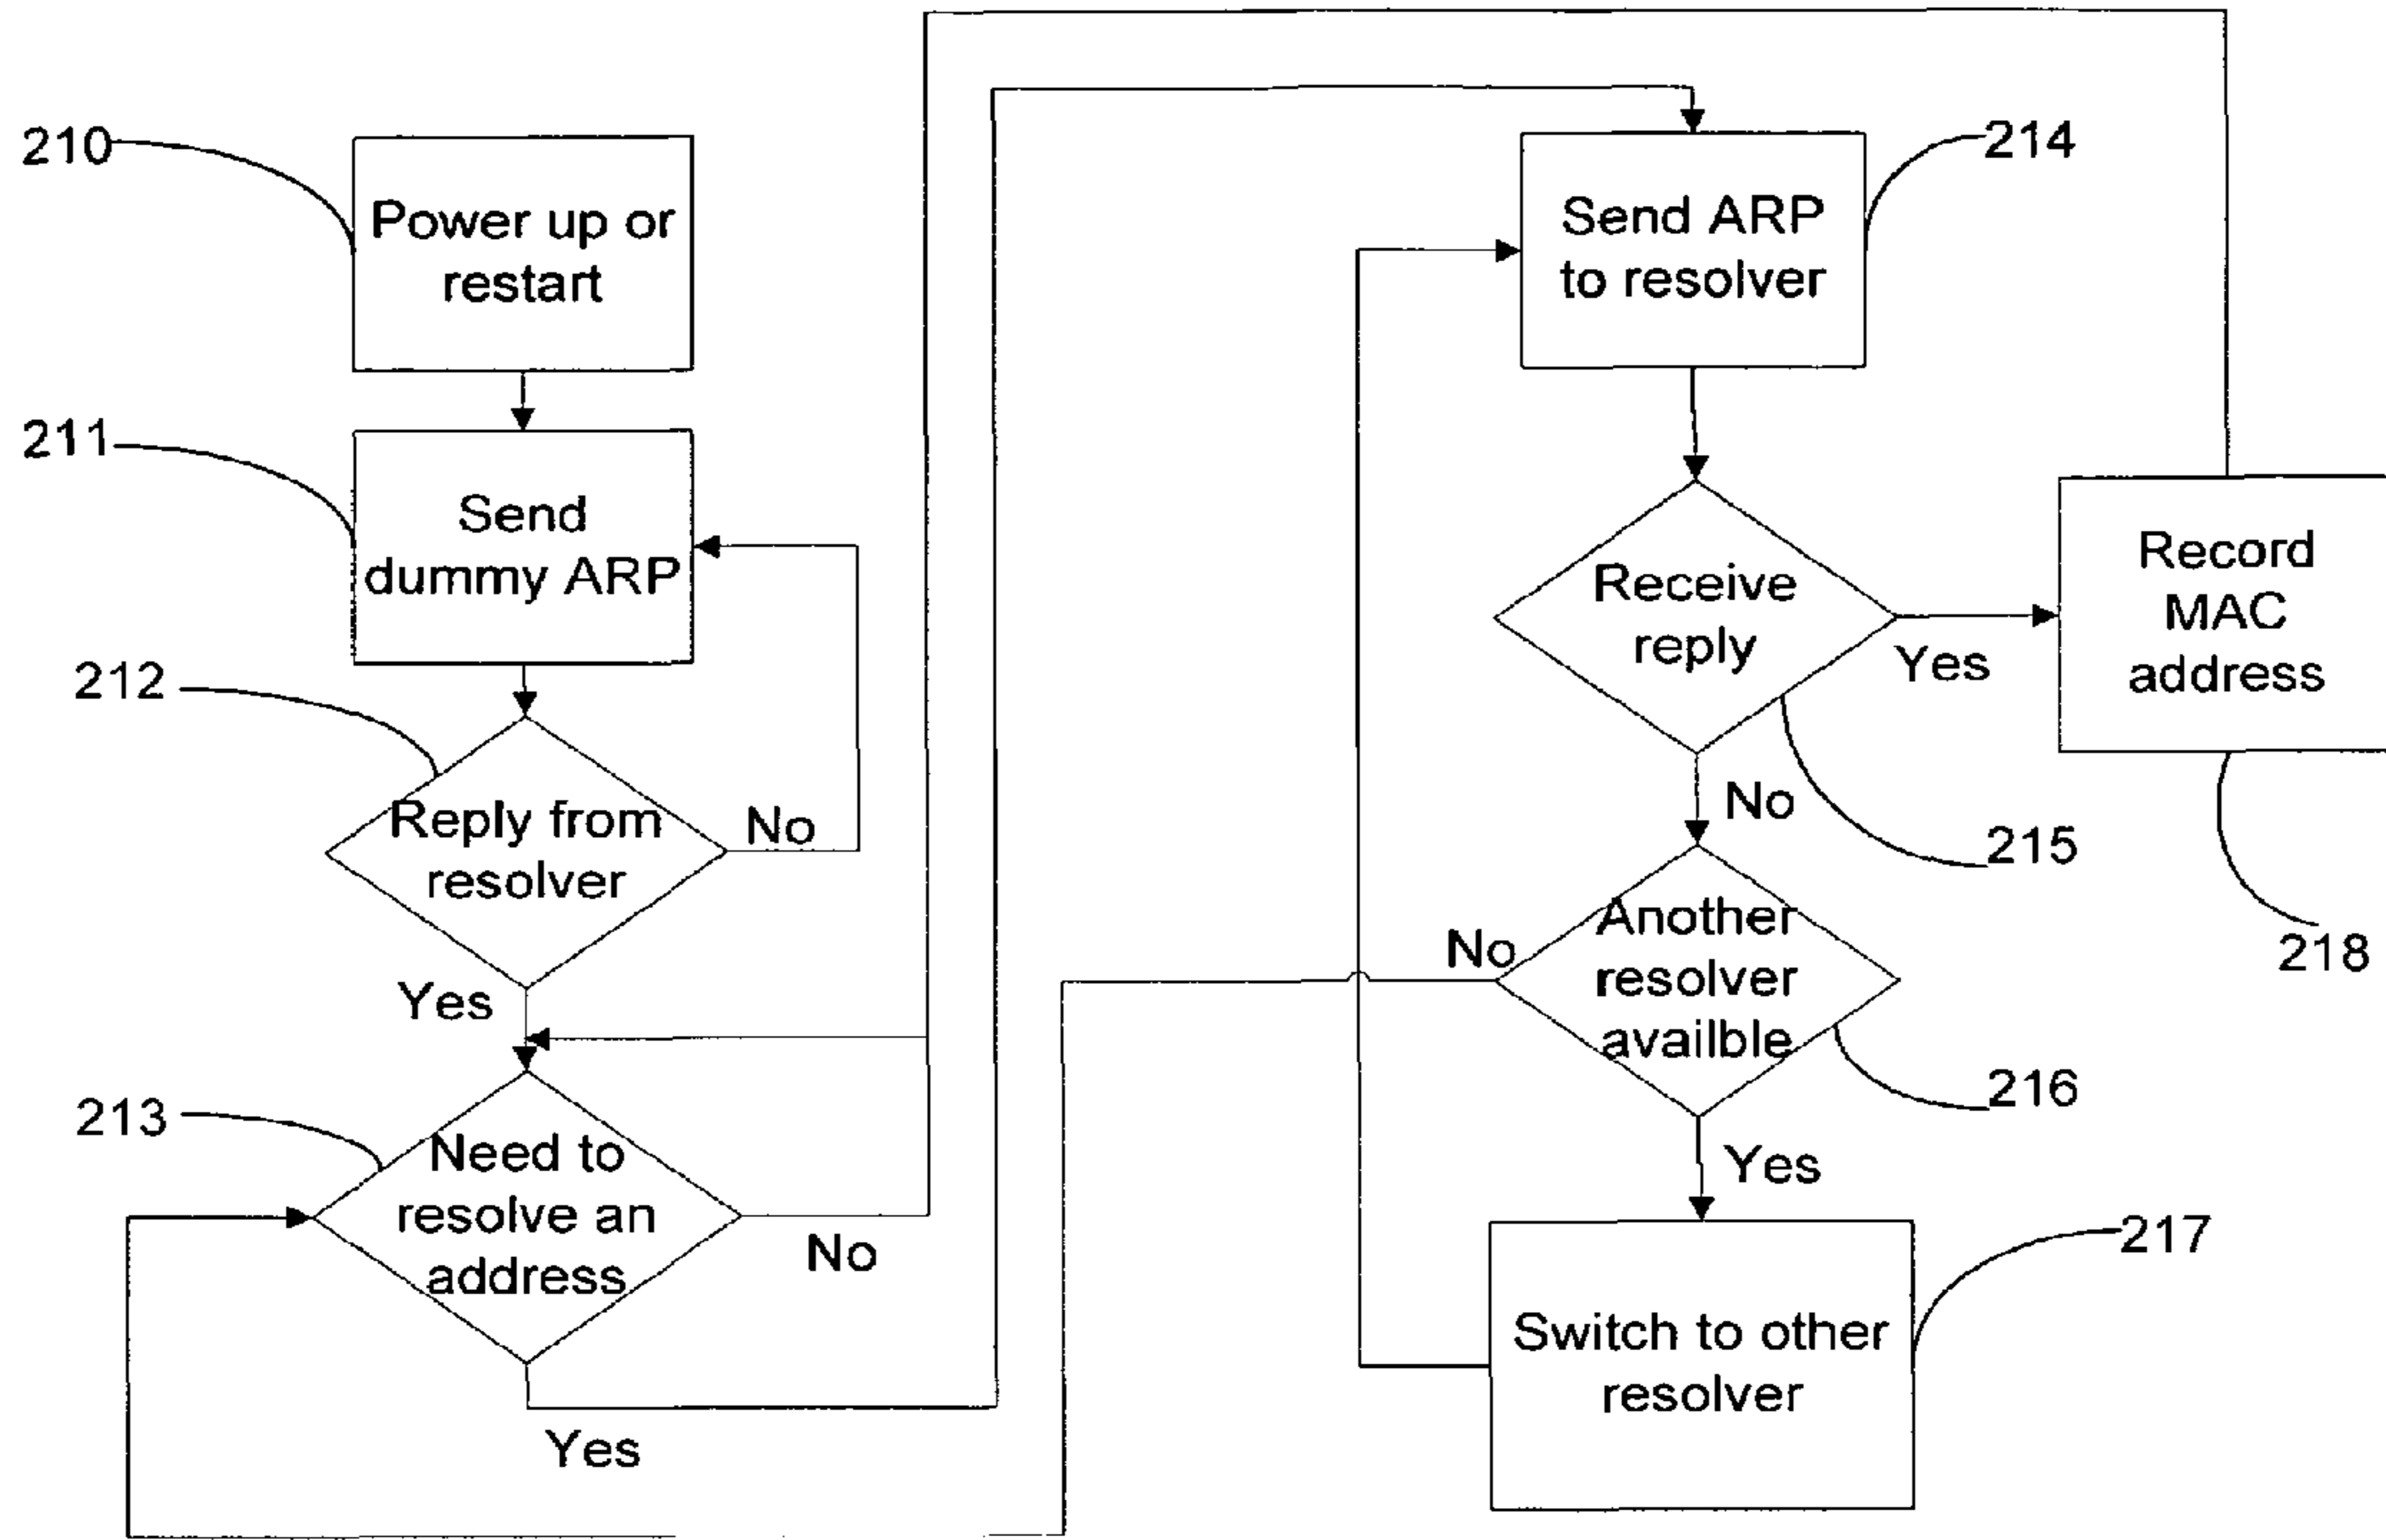 210
Power up or
restart
211
Send
dummy ARP
212
Reply from
resolver
No
Yes
213
Need to
resolve an
address
No
Yes
214
Send ARP
to resolver
Receive
reply
Yes
No
215
Record
MAC
address
218
Another
resolver
availble
No
216
Yes
217
Switch to other
resolver